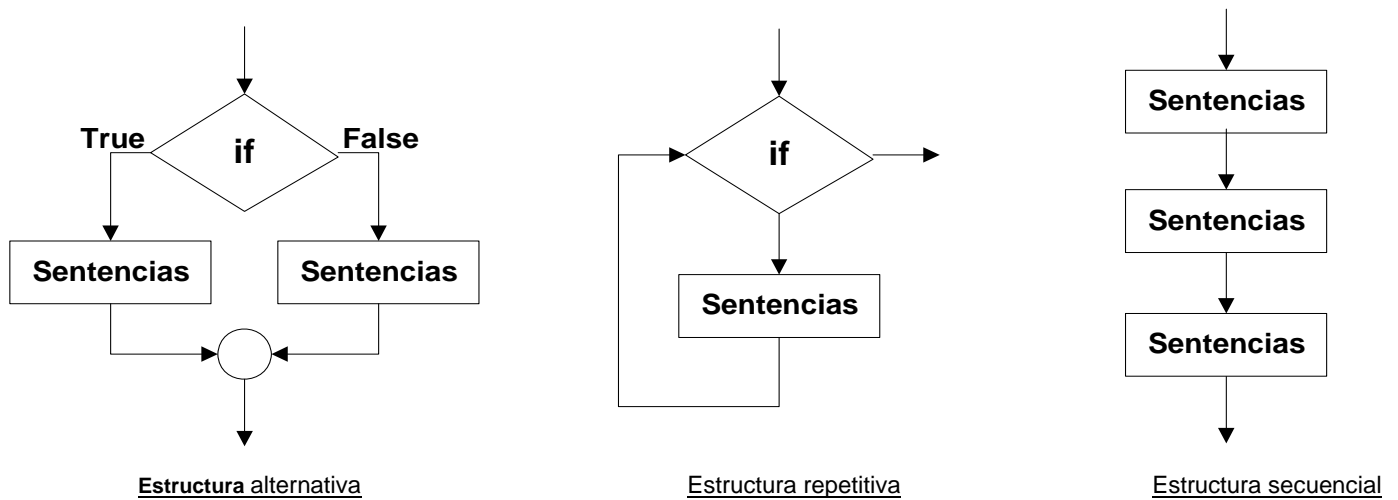 True
if
False
Sentencias
Sentencias
Estructura alternativa
if
Sentencias
Estructura repetitiva
Sentencias
Sentencias
Sentencias
Estructura secuencial